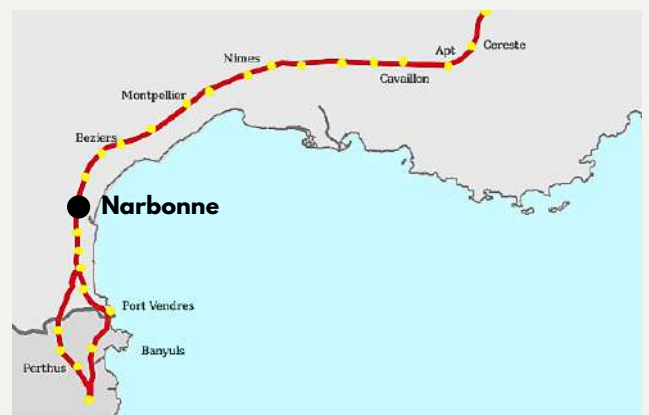 Apt
Cereste
Nimes
Cavaillon
Montpellier
Beziers
Narbonne
Port Vendres
Banyuls
Perthus